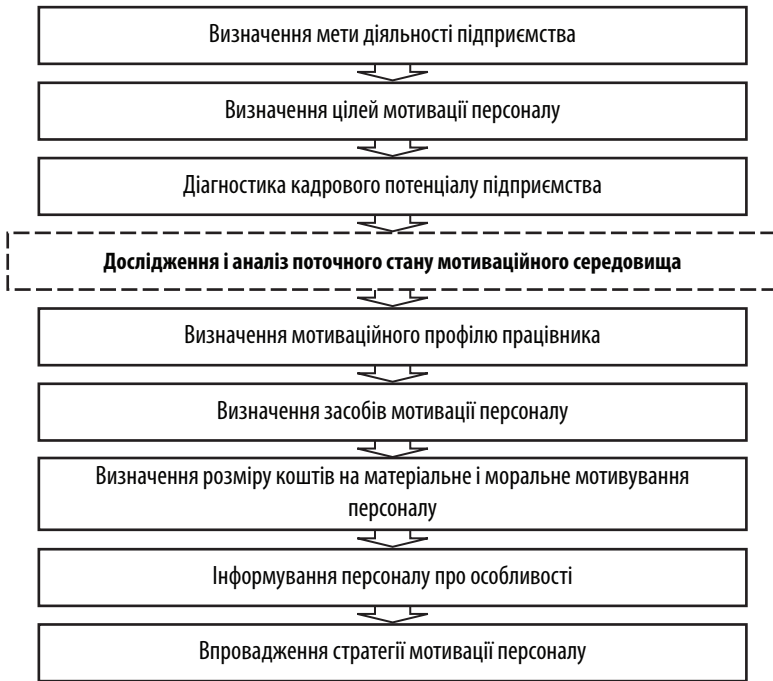 Визначення мети діяльності підприємства
Визначення цілей мотивації персоналу
Діагностика кадрового потенціалу підприємства
Дослідження і аналіз поточного стану мотиваційного середовища
Визначення мотиваційного профілю працівника
Визначення засобів мотивації персоналу
Визначення розміру коштів на матеріальне і моральне мотивування
персоналу
Інформування персоналу про особливості
Впровадження стратегії мотивації персоналу